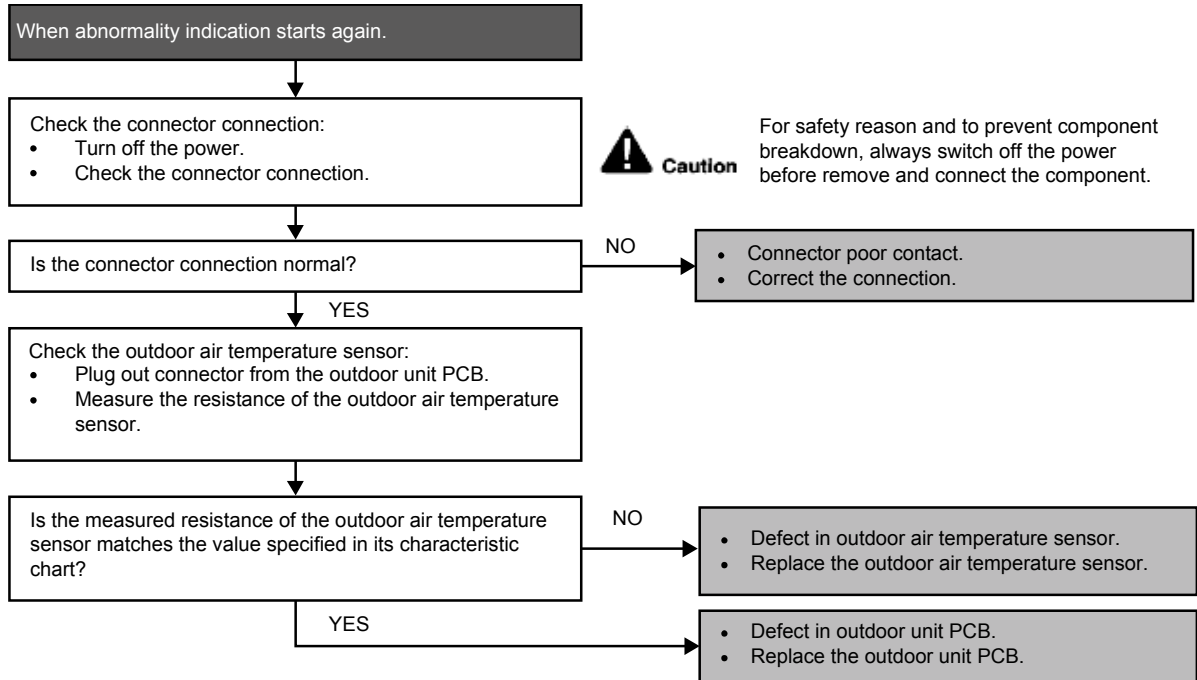 When abnormality indication starts again.
Check the connector connection:
• Turn off the power.
• Check the connector connection.
Caution
For safety reason and to prevent component
breakdown, always switch off the power
before remove and connect the component.
Is the connector connection normal?
NO
• Connector poor contact.
• Correct the connection.
YES
Check the outdoor air temperature sensor:
• Plug out connector from the outdoor unit PCB.
• Measure the resistance of the outdoor air temperature
sensor.
Is the measured resistance of the outdoor air temperature
sensor matches the value specified in its characteristic
chart?
NO
• Defect in outdoor air temperature sensor.
• Replace the outdoor air temperature sensor.
YES
• Defect in outdoor unit PCB.
• Replace the outdoor unit PCB.